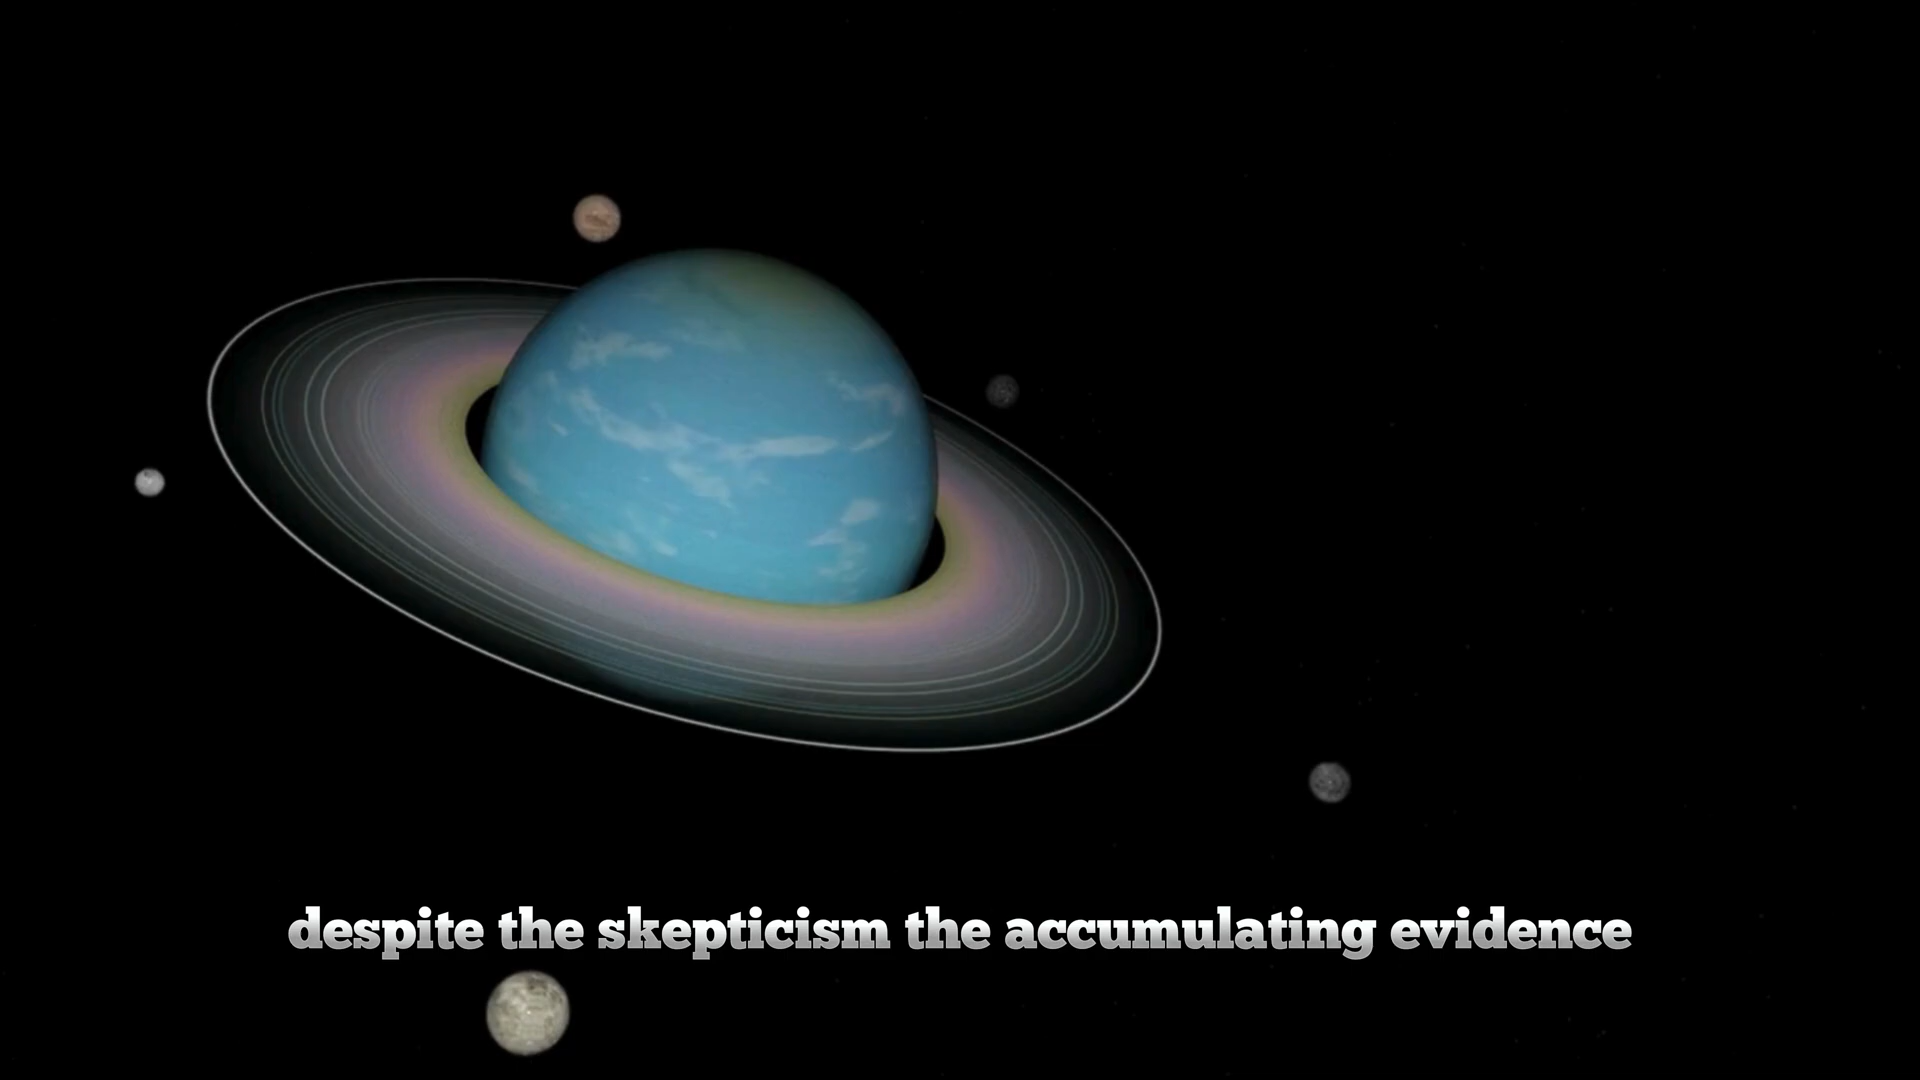 despite the skepticism the accumulating evidence